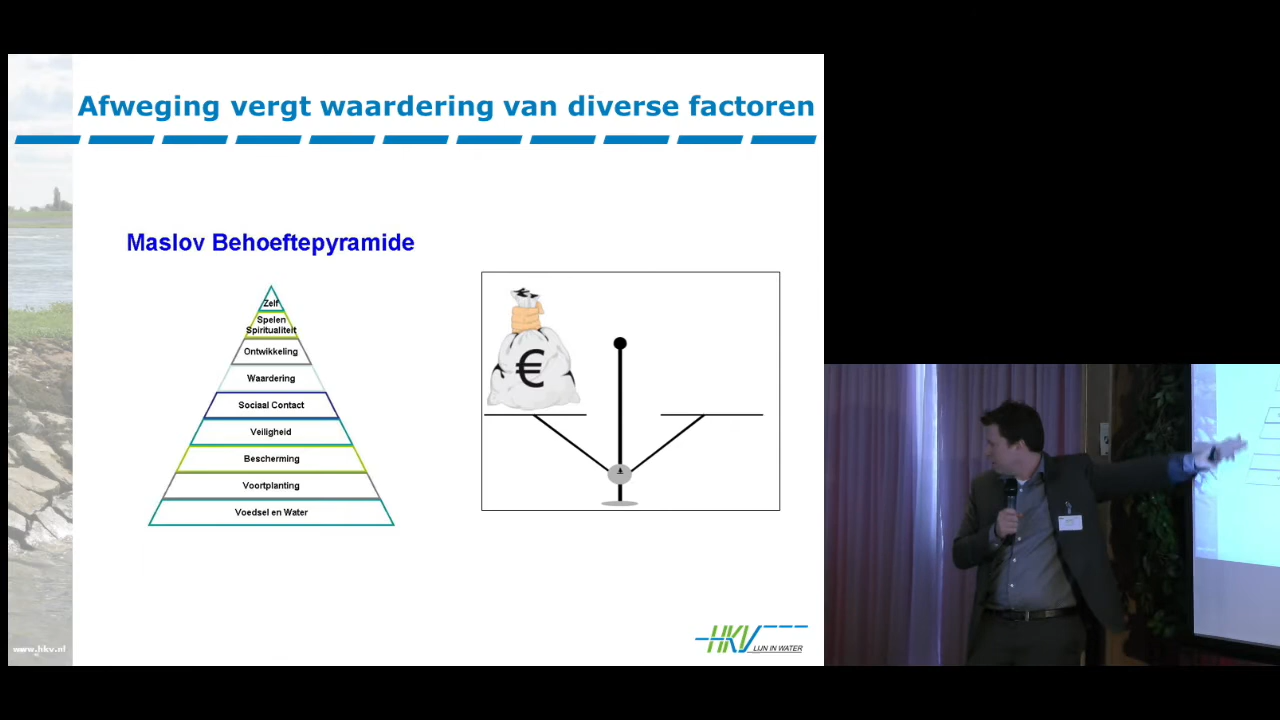 Afweging vergt waardering van diverse factoren
Maslov Behoeftepyramide
Zelf
Spelen
Spiritualiteit
Ontwikkeling
Waardering
Sociaal Contact
Veiligheid
Bescherming
Voortplanting
Voedsel en Water
€
HKV
LIJN IN WATER
www.hkv.nl